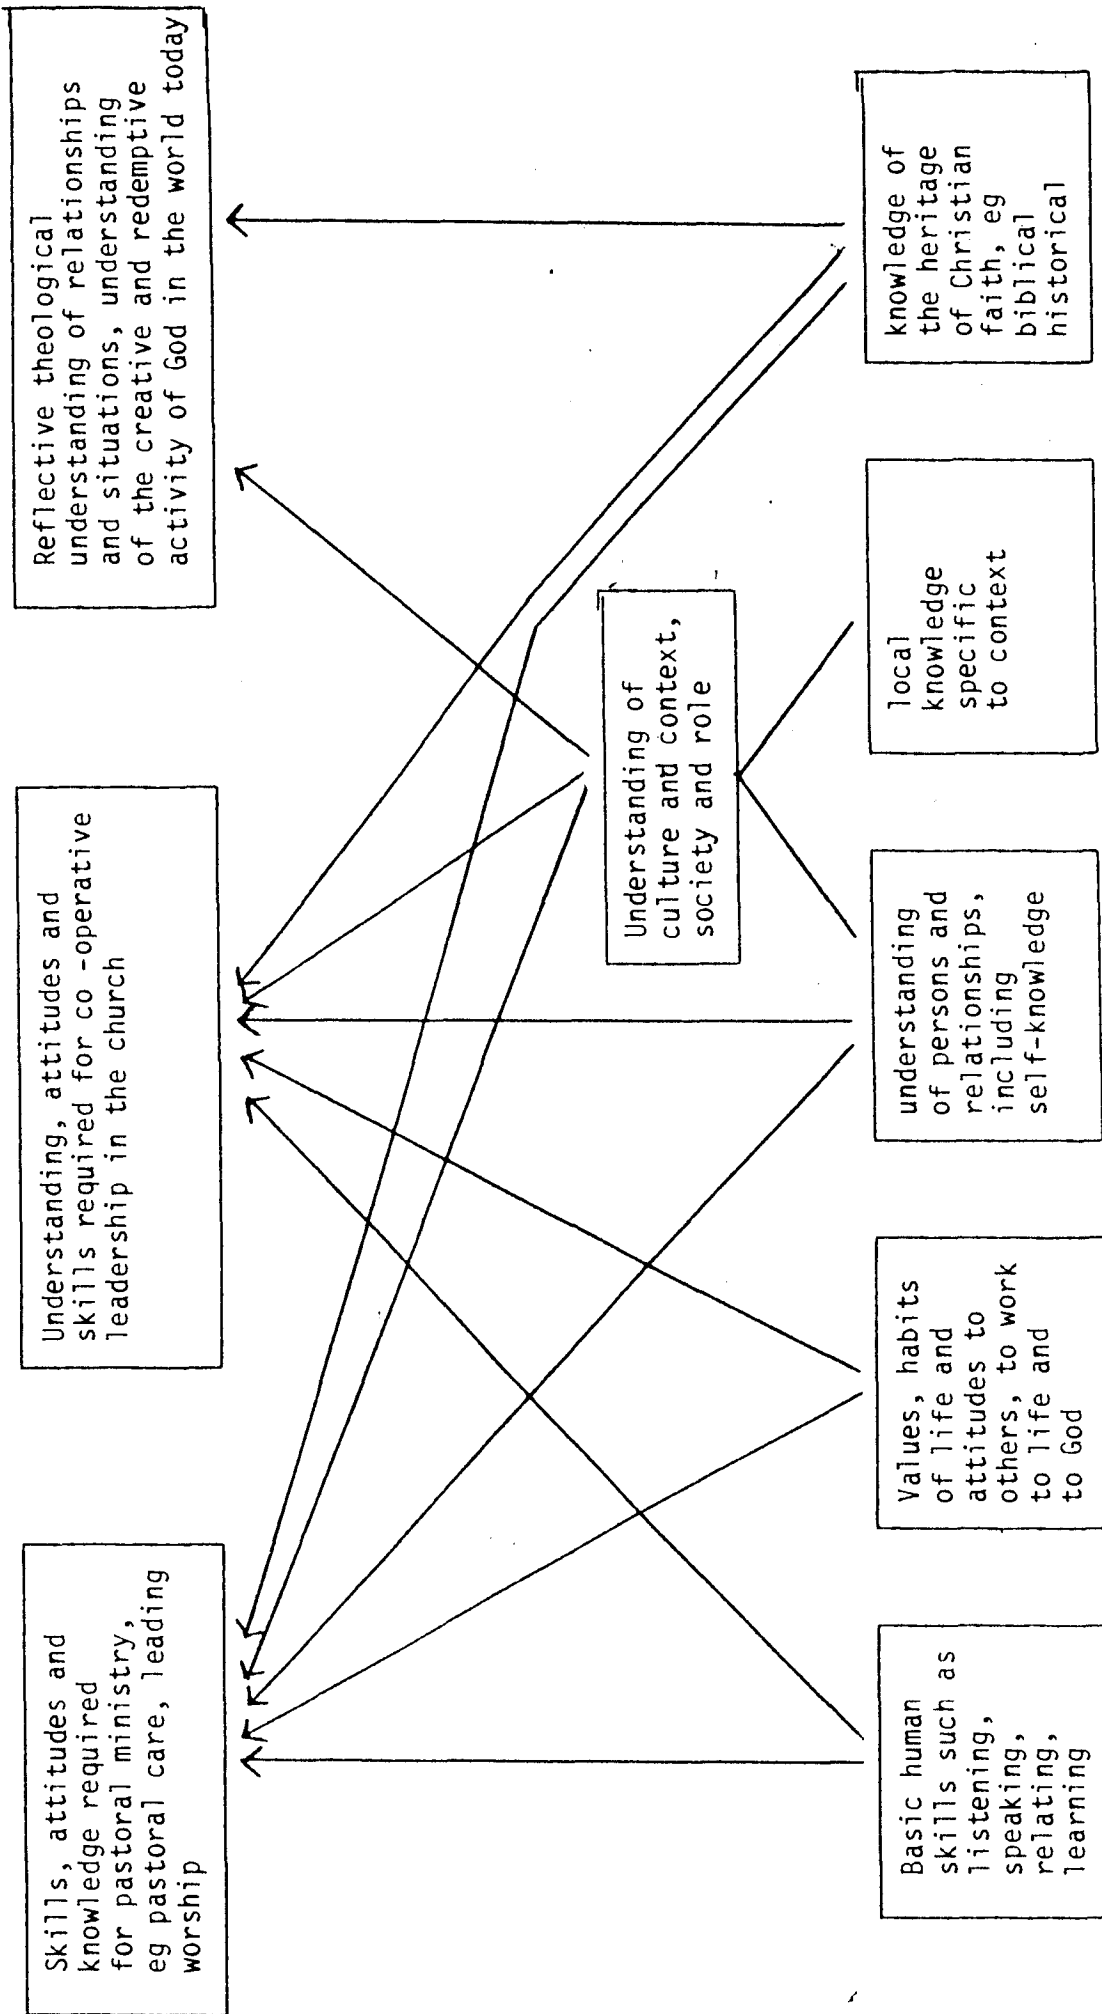 Skills, attitudes and
knowledge required
for pastoral ministry,
eg pastoral care, leading
worship
Understanding, attitudes and
skills required for co-operative
leadership in the church
Reflective theological
understanding of relationships
and situations, understanding
of the creative and redemptive
activity of God in the world today
Understanding of
culture and context,
society and role
Basic human
skills such as
listening,
speaking,
relating,
learning
Values, habits
of life and
attitudes to
others, to work
to life and
to God
understanding
of persons and
relationships,
including
self-knowledge
local
knowledge
specific
to context
knowledge of
the heritage
of Christian
faith, eg
biblical
historical